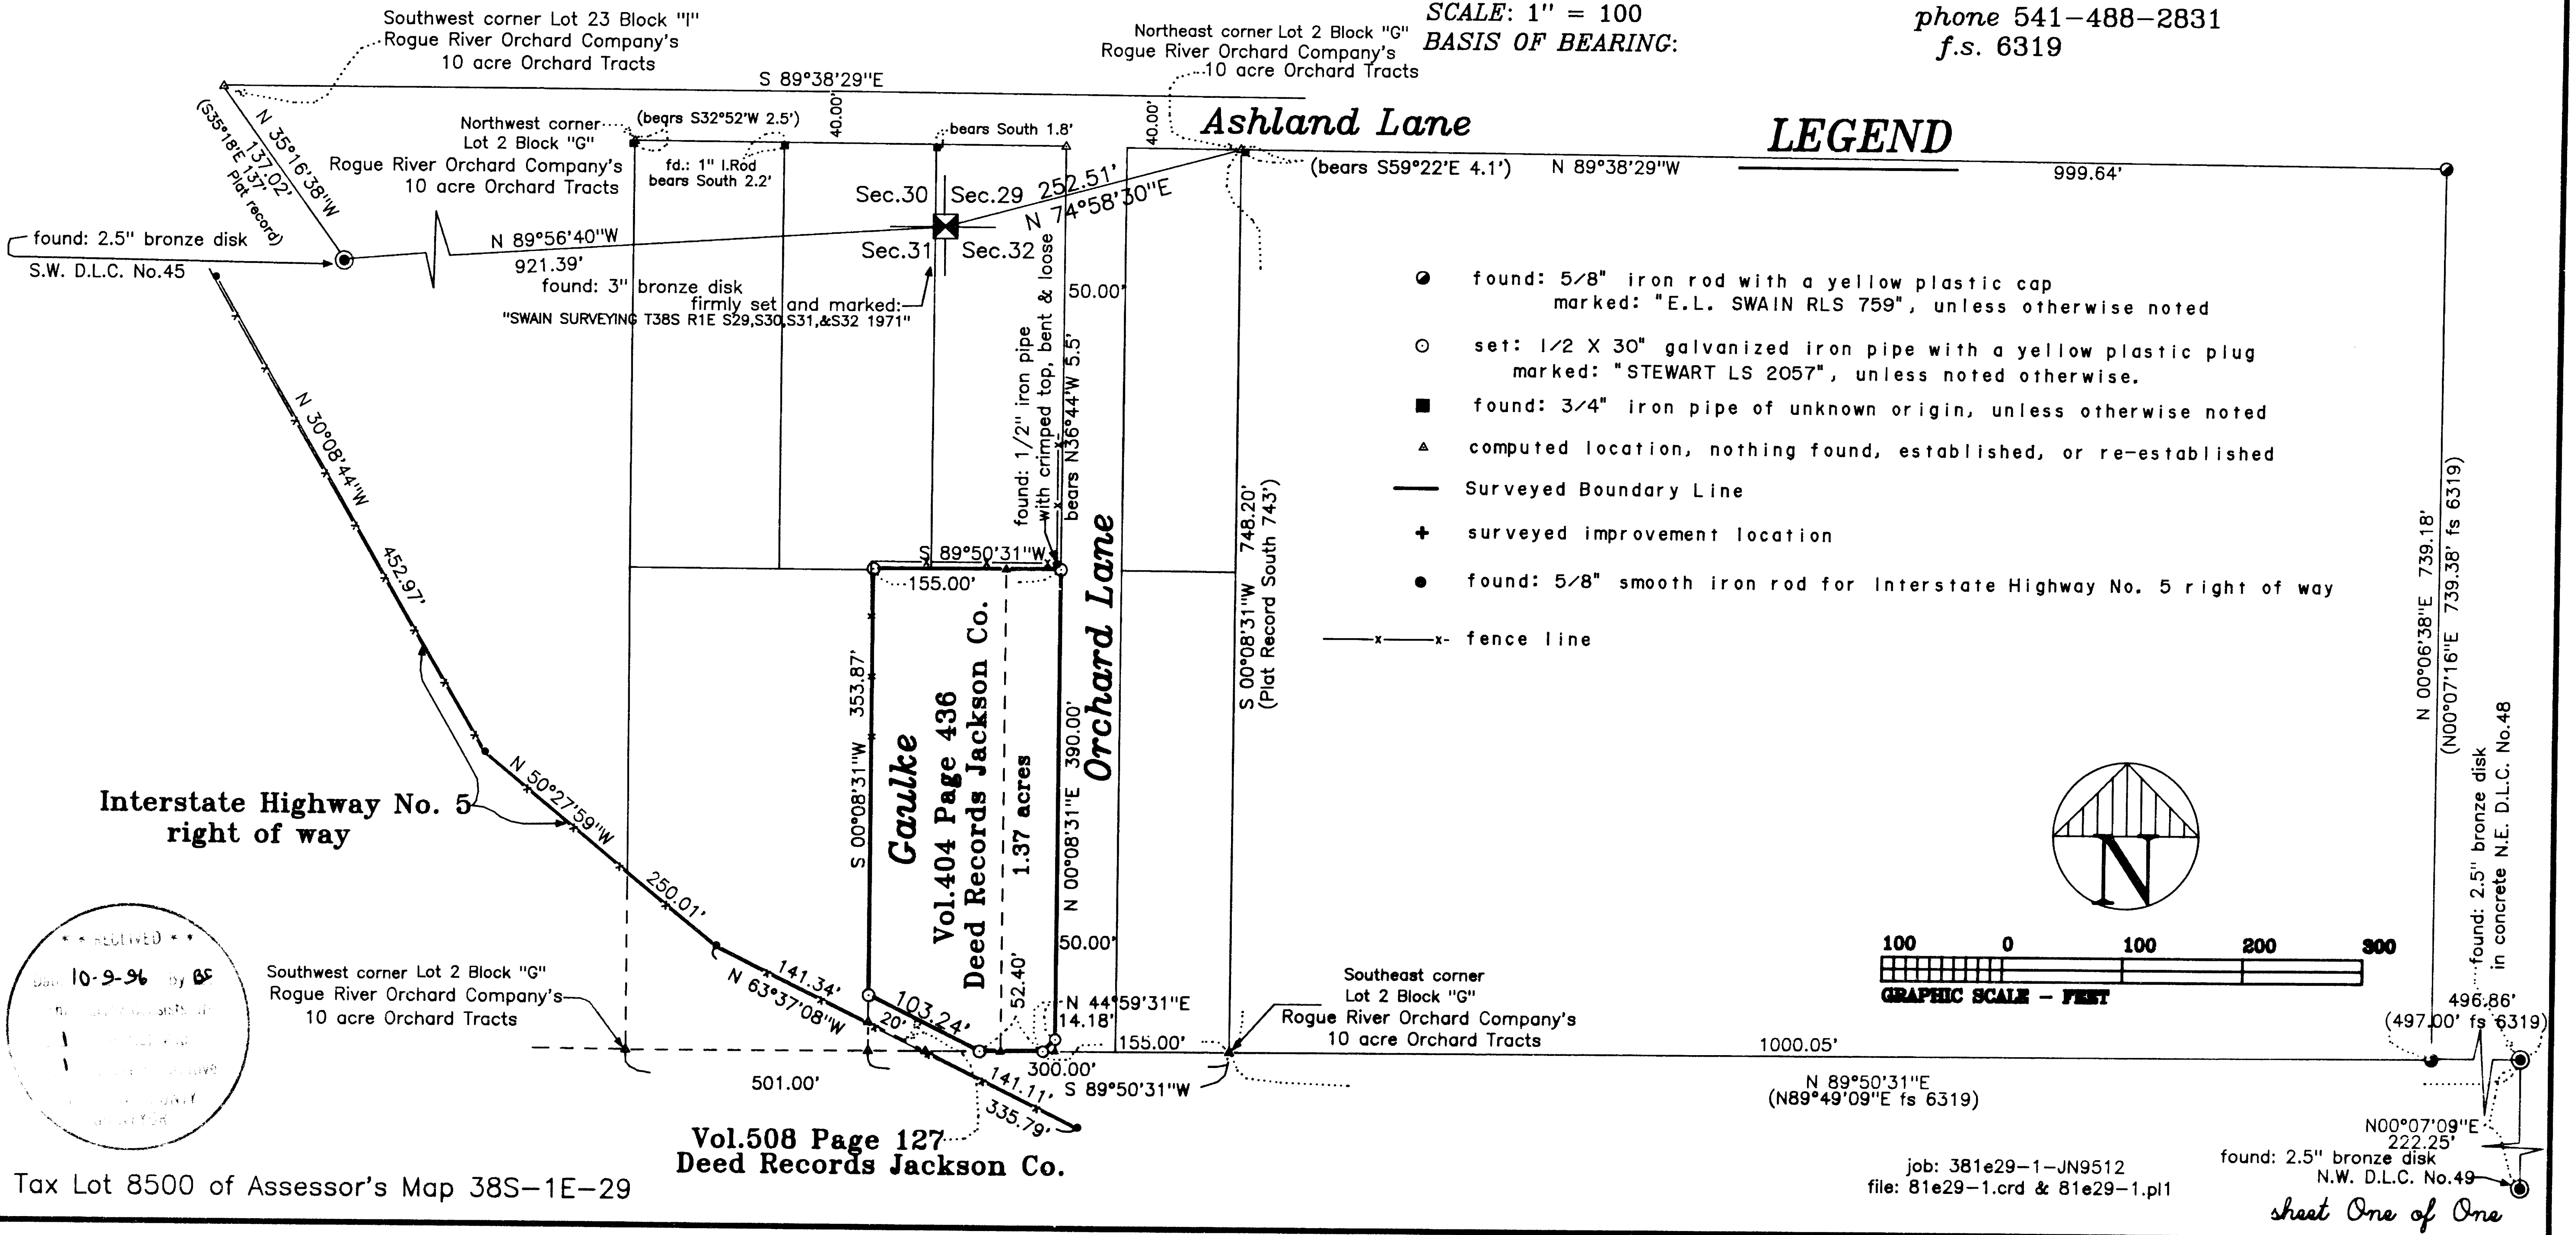 SCALE: 1" = 100
BASIS OF BEARING:
phone 541-488-2831
f.s. 6319
Southwest corner Lot 23 Block "I"
Rogue River Orchard Company's
10 acre Orchard Tracts
Northeast corner Lot 2 Block "G"
Rogue River Orchard Company's
10 acre Orchard Tracts
S 89°38'29"E
40.00'
40.00'
Ashland Lane
LEGEND
N 35°16'38"W
137.02'
(S35°18'E 137'
Plat record)
Northwest corner
Lot 2 Block "G"
Rogue River Orchard Company's
10 acre Orchard Tracts
(bears S32°52'W 2.5')
fd.: 1" I.Rod
bears South 2.2'
bears South 1.8'
(bears S59°22'E 4.1')
N 89°38'29"W
999.64'
Sec.30
Sec.29
Sec.31
Sec.32
252.51'
N 74°58'30"E
found: 2.5" bronze disk
S.W. D.L.C. No.45
N 89°56'40"W
921.39'
found: 3" bronze disk
firmly set and marked:
"SWAIN SURVEYING T38S R1E S29,S30,S31,&S32 1971"
50.00'
found: 1/2" iron pipe
with crimped top, bent & loose
bears N36°44'W 5.5'
found: 5/8" iron rod with a yellow plastic cap
marked: "E.L. SWAIN RLS 759", unless otherwise noted
set: 1/2 X 30" galvanized iron pipe with a yellow plastic plug
marked: "STEWART LS 2057", unless noted otherwise.
found: 3/4" iron pipe of unknown origin, unless otherwise noted
computed location, nothing found, established, or re-established
Surveyed Boundary Line
surveyed improvement location
found: 5/8" smooth iron rod for Interstate Highway No. 5 right of way
fence line
N 30°08'44"W
452.97'
S 89°50'31"W
155.00'
Orchard Lane
S 00°08'31"W 748.20'
(Plat Record South 743')
N 00°06'38"E 739.18'
(N00°07'16"E 739.38' fs 6319)
S 00°08'31"W 353.87'
Gaulke
Vol.404 Page 436
Deed Records Jackson Co.
1.37 acres
N 00°08'31"E 390.00'
Interstate Highway No. 5
right of way
N 50°27'59"W
250.01'
found: 2.5" bronze disk
in concrete N.E. D.L.C. No.48
N
100 0 100 200 300
GRAPHIC SCALE - FEET
* * RECEIVED * *
10-9-96 by BF
Southwest corner Lot 2 Block "G"
Rogue River Orchard Company's
10 acre Orchard Tracts
141.34'
N 63°37'08"W
103.24'
20'
52.40'
50.00'
N 44°59'31"E
14.18'
155.00'
300.00'
S 89°50'31"W
501.00'
141.11'
335.79'
Southeast corner
Lot 2 Block "G"
Rogue River Orchard Company's
10 acre Orchard Tracts
1000.05'
N 89°50'31"E
(N89°49'09"E fs 6319)
496.86'
(497.00' fs 6319)
N00°07'09"E
222.25'
found: 2.5" bronze disk
N.W. D.L.C. No.49
Vol.508 Page 127
Deed Records Jackson Co.
Tax Lot 8500 of Assessor's Map 38S-1E-29
job: 381e29-1-JN9512
file: 81e29-1.crd & 81e29-1.pl1
sheet One of One